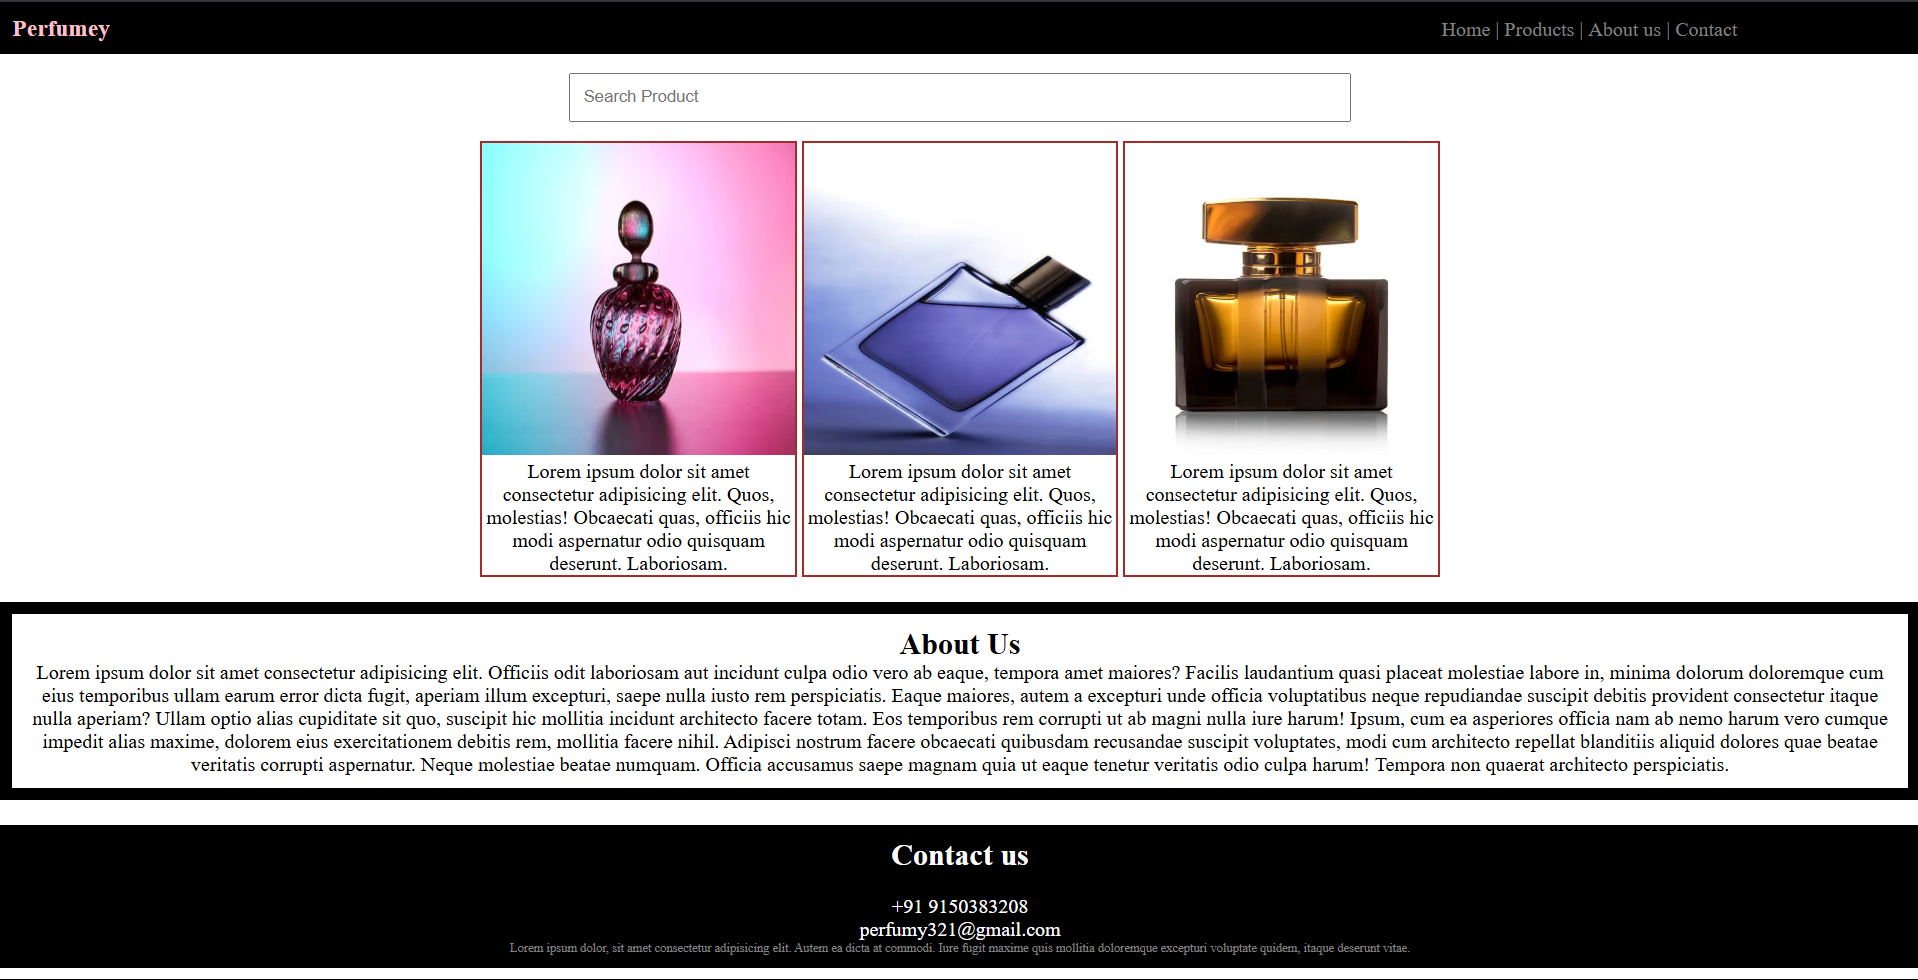 Perfumey
Home | Products | About us | Contact
Search Product
Lorem ipsum dolor sit amet
consectetur adipisicing elit. Quos,
molestias! Obcaecati quas, officiis hic
modi aspernatur odio quisquam
deserunt. Laboriosam.
Lorem ipsum dolor sit amet
consectetur adipisicing elit. Quos,
molestias! Obcaecati quas, officiis hic
modi aspernatur odio quisquam
deserunt. Laboriosam.
Lorem ipsum dolor sit amet
consectetur adipisicing elit. Quos,
molestias! Obcaecati quas, officiis hic
modi aspernatur odio quisquam
deserunt. Laboriosam.
About Us
Lorem ipsum dolor sit amet consectetur adipisicing elit. Officiis odit laboriosam aut incidunt culpa odio vero ab eaque, tempora amet maiores? Facilis laudantium quasi placeat molestiae labore in, minima dolorum doloremque cum
eius temporibus ullam earum error dicta fugit, aperiam illum excepturi, saepe nulla iusto rem perspiciatis. Eaque maiores, autem a excepturi unde officia voluptatibus neque repudiandae suscipit debitis provident consectetur itaque
nulla aperiam? Ullam optio alias cupiditate sit quo, suscipit hic mollitia incidunt architecto facere totam. Eos temporibus rem corrupti ut ab magni nulla iure harum! Ipsum, cum ea asperiores officia nam ab nemo harum vero cumque
impedit alias maxime, dolorem eius exercitationem debitis rem, mollitia facere nihil. Adipisci nostrum facere obcaecati quibusdam recusandae suscipit voluptates, modi cum architecto repellat blanditiis aliquid dolores quae beatae
veritatis corrupti aspernatur. Neque molestiae beatae numquam. Officia accusamus saepe magnam quia ut eaque tenetur veritatis odio culpa harum! Tempora non quaerat architecto perspiciatis.
Contact us
+91 9150383208
perfumy321@gmail.com
Lorem ipsum dolor, sit amet consectetur adipisicing elit. Autem ea dicta at commodi. Iure fugit maxime quis mollitia doloremque excepturi voluptate quidem, itaque deserunt vitae.